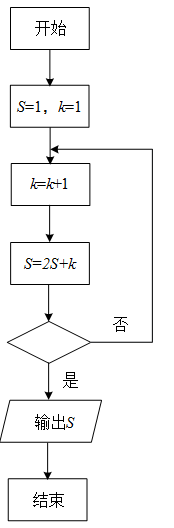 开始
S=1，k=1
k=k+1
S=2S+k
否
是
输出S
结束